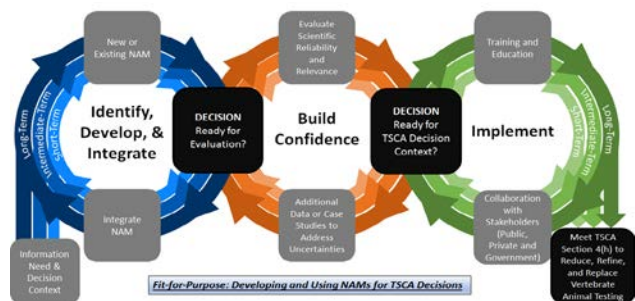 New or
Existing NAM
Evaluate
Scientific
Reliability
and
Relevance
Training and
Education
Long-Term
Intermediate-Term
Short-Term
Identify,
Develop, &
Integrate
DECISION
Ready for
Evaluation?
Build
Confidence
DECISION
Ready for
TSCA Decision
Context?
Implement
Short-Term
Intermediate-Term
Long-Term
Integrate
NAM
Additional
Data or Case
Studies to
Address
Uncertainties
Collaboration
with
Stakeholders
(Public,
Private and
Government)
Information
Need &
Decision
Context
Meet TSCA
Section 4(h) to
Reduce, Refine,
and Replace
Vertebrate
Animal Testing
Fit-for-Purpose: Developing and Using NAMs for TSCA Decisions